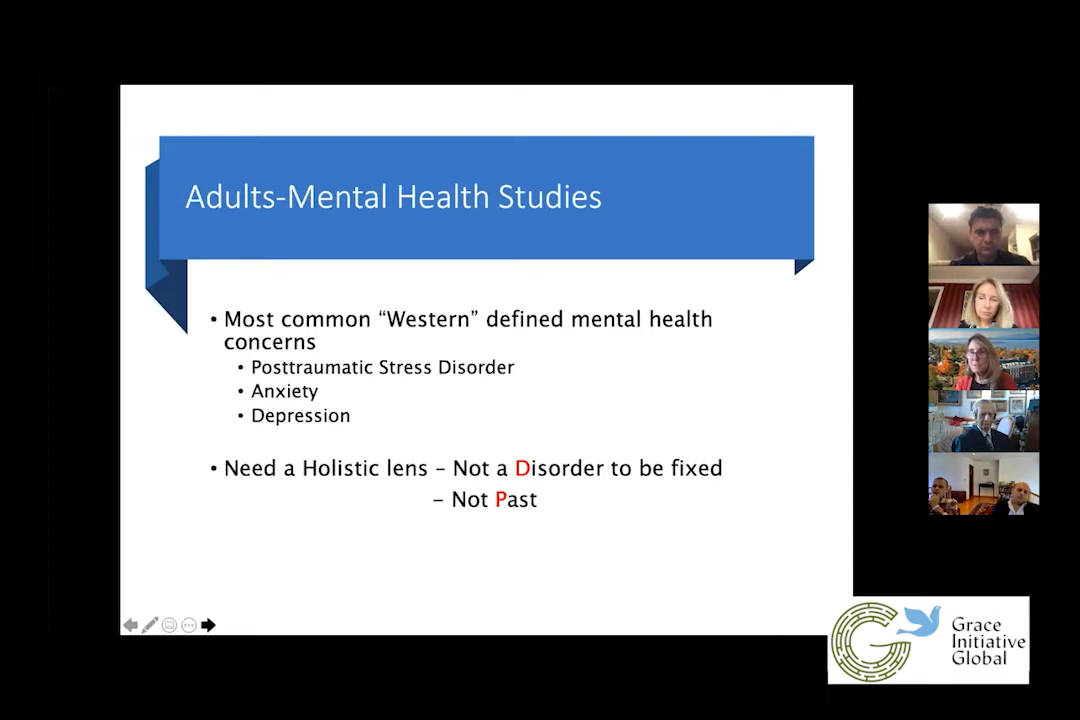 Adults-Mental Health Studies
• Most common “Western” defined mental health
concerns
• Posttraumatic Stress Disorder
• Anxiety
• Depression
• Need a Holistic lens – Not a Disorder to be fixed
– Not Past
Grace
Initiative
Global